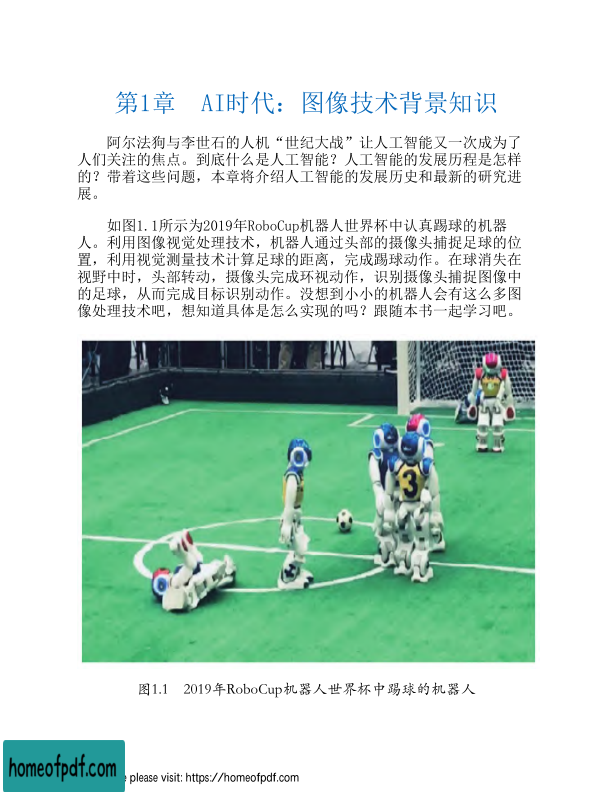 第1章 AI时代：图像技术背景知识
阿尔法狗与李世石的人机“世纪大战”让人工智能又一次成为了
人们关注的焦点。到底什么是人工智能？人工智能的发展历程是怎样
的？带着这些问题，本章将介绍人工智能的发展历史和最新的研究进
展。
如图1.1所示为2019年RoboCup机器人世界杯中认真踢球的机器
人。利用图像视觉处理技术，机器人通过头部的摄像头捕捉足球的位
置，利用视觉测量技术计算足球的距离，完成踢球动作。在球消失在
视野中时，头部转动，摄像头完成环视动作，识别摄像头捕捉图像中
的足球，从而完成目标识别动作。没想到小小的机器人会有这么多图
像处理技术吧，想知道具体是怎么实现的吗？跟随本书一起学习吧。
3
图1.1 2019年RoboCup机器人世界杯中踢球的机器人
homeofpdf.com
e please visit: https://homeofpdf.com